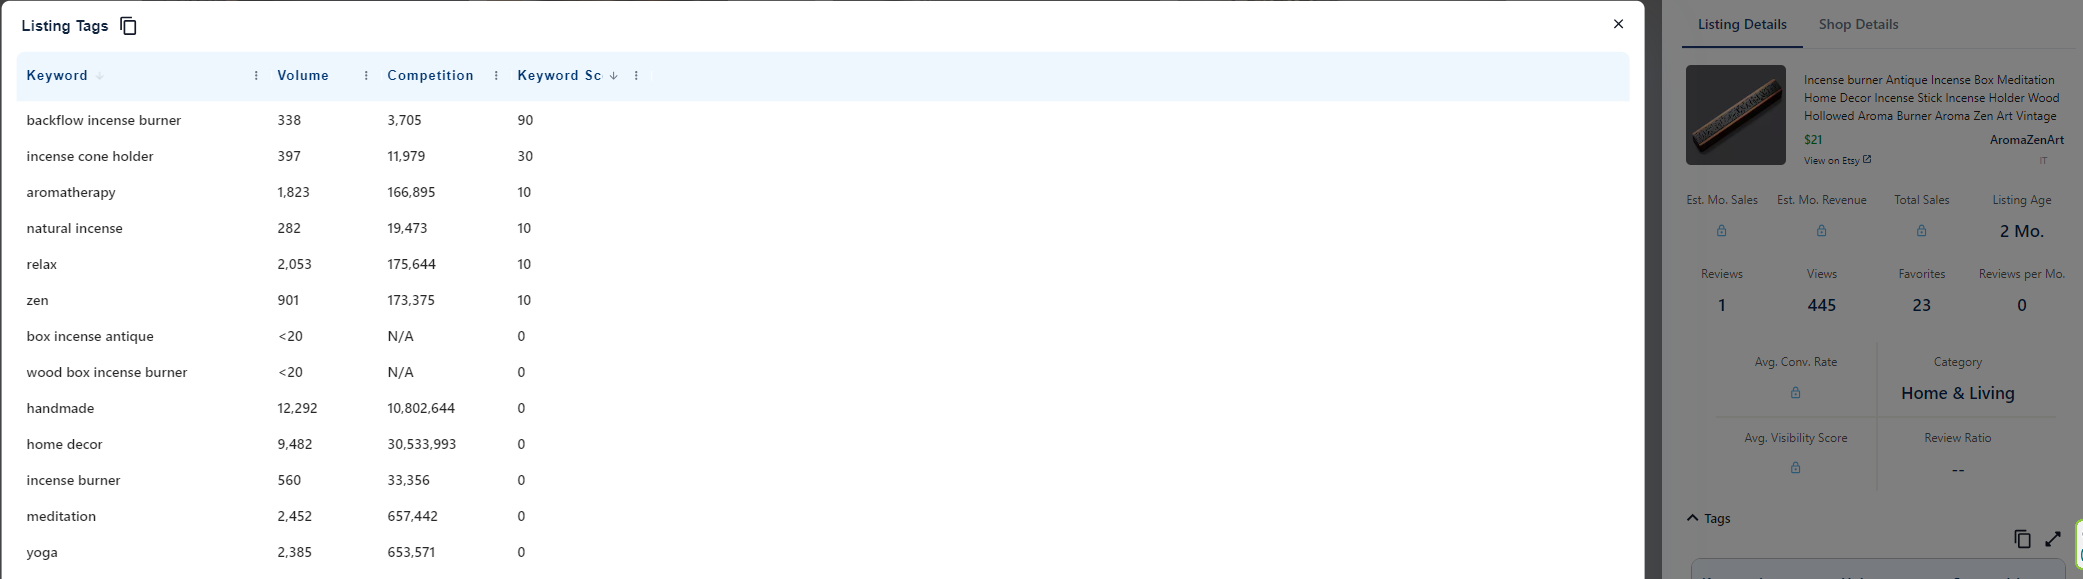 Listing Tags
Keyword Volume Competition Keyword Sc
backflow incense burner 338 3,705 90
incense cone holder 397 11,979 30
aromatherapy 1,823 166,895 10
natural incense 282 19,473 10
relax 2,053 175,644 10
zen 901 173,375 10
box incense antique <20 N/A 0
wood box incense burner <20 N/A 0
handmade 12,292 10,802,644 0
home decor 9,482 30,533,993 0
incense burner 560 33,356 0
meditation 2,452 657,442 0
yoga 2,385 653,571 0
Listing Details Shop Details
Incense burner Antique Incense Box Meditation
Home Decor Incense Stick Incense Holder Wood
Hollowed Aroma Burner Aroma Zen Art Vintage
$21 AromaZenArt
View on Etsy IT
Est. Mo. Sales Est. Mo. Revenue Total Sales Listing Age
2 Mo.
Reviews Views Favorites Reviews per Mo.
1 445 23 0
Avg. Conv. Rate Category
Home & Living
Avg. Visibility Score Review Ratio
--
Tags